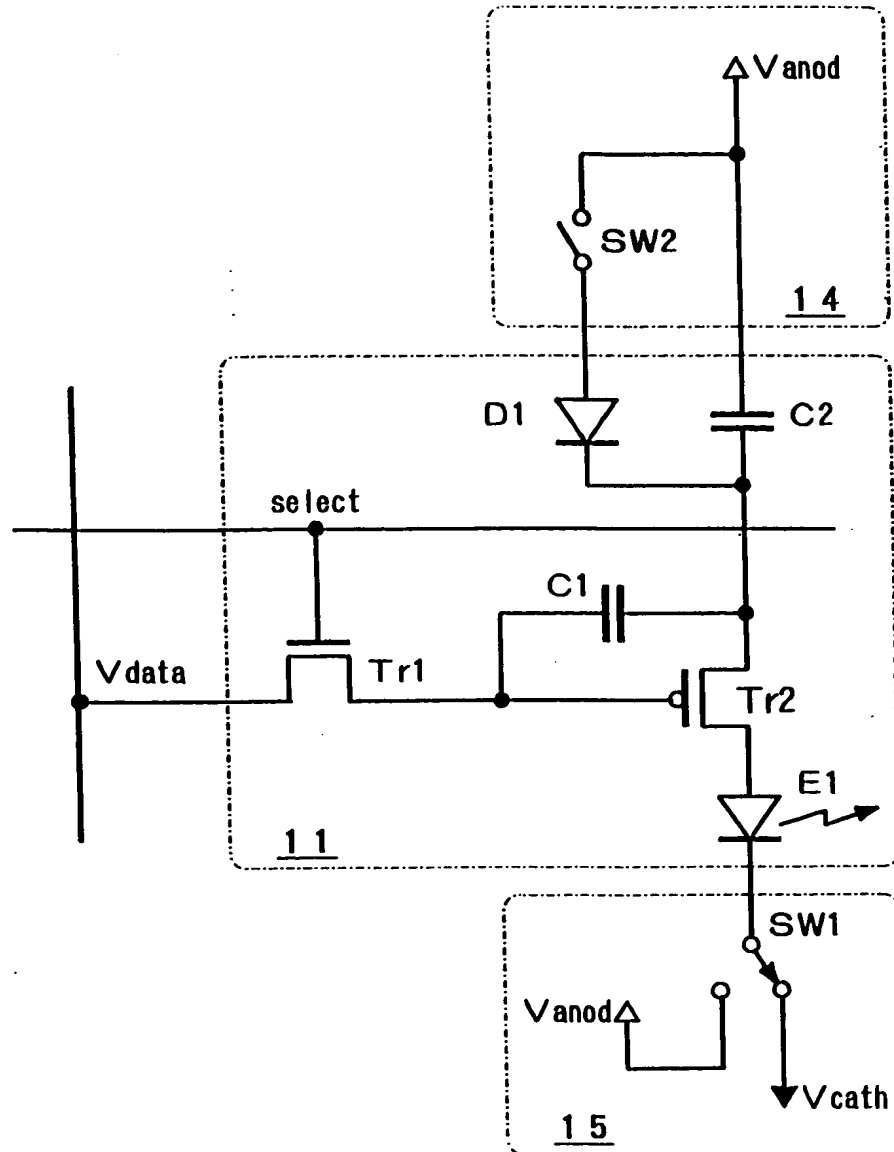 Vanod
SW2
14
D1
C2
select
C1
Vdata
Tr1
Tr2
E1
11
SW1
Vanod
Vcath
15